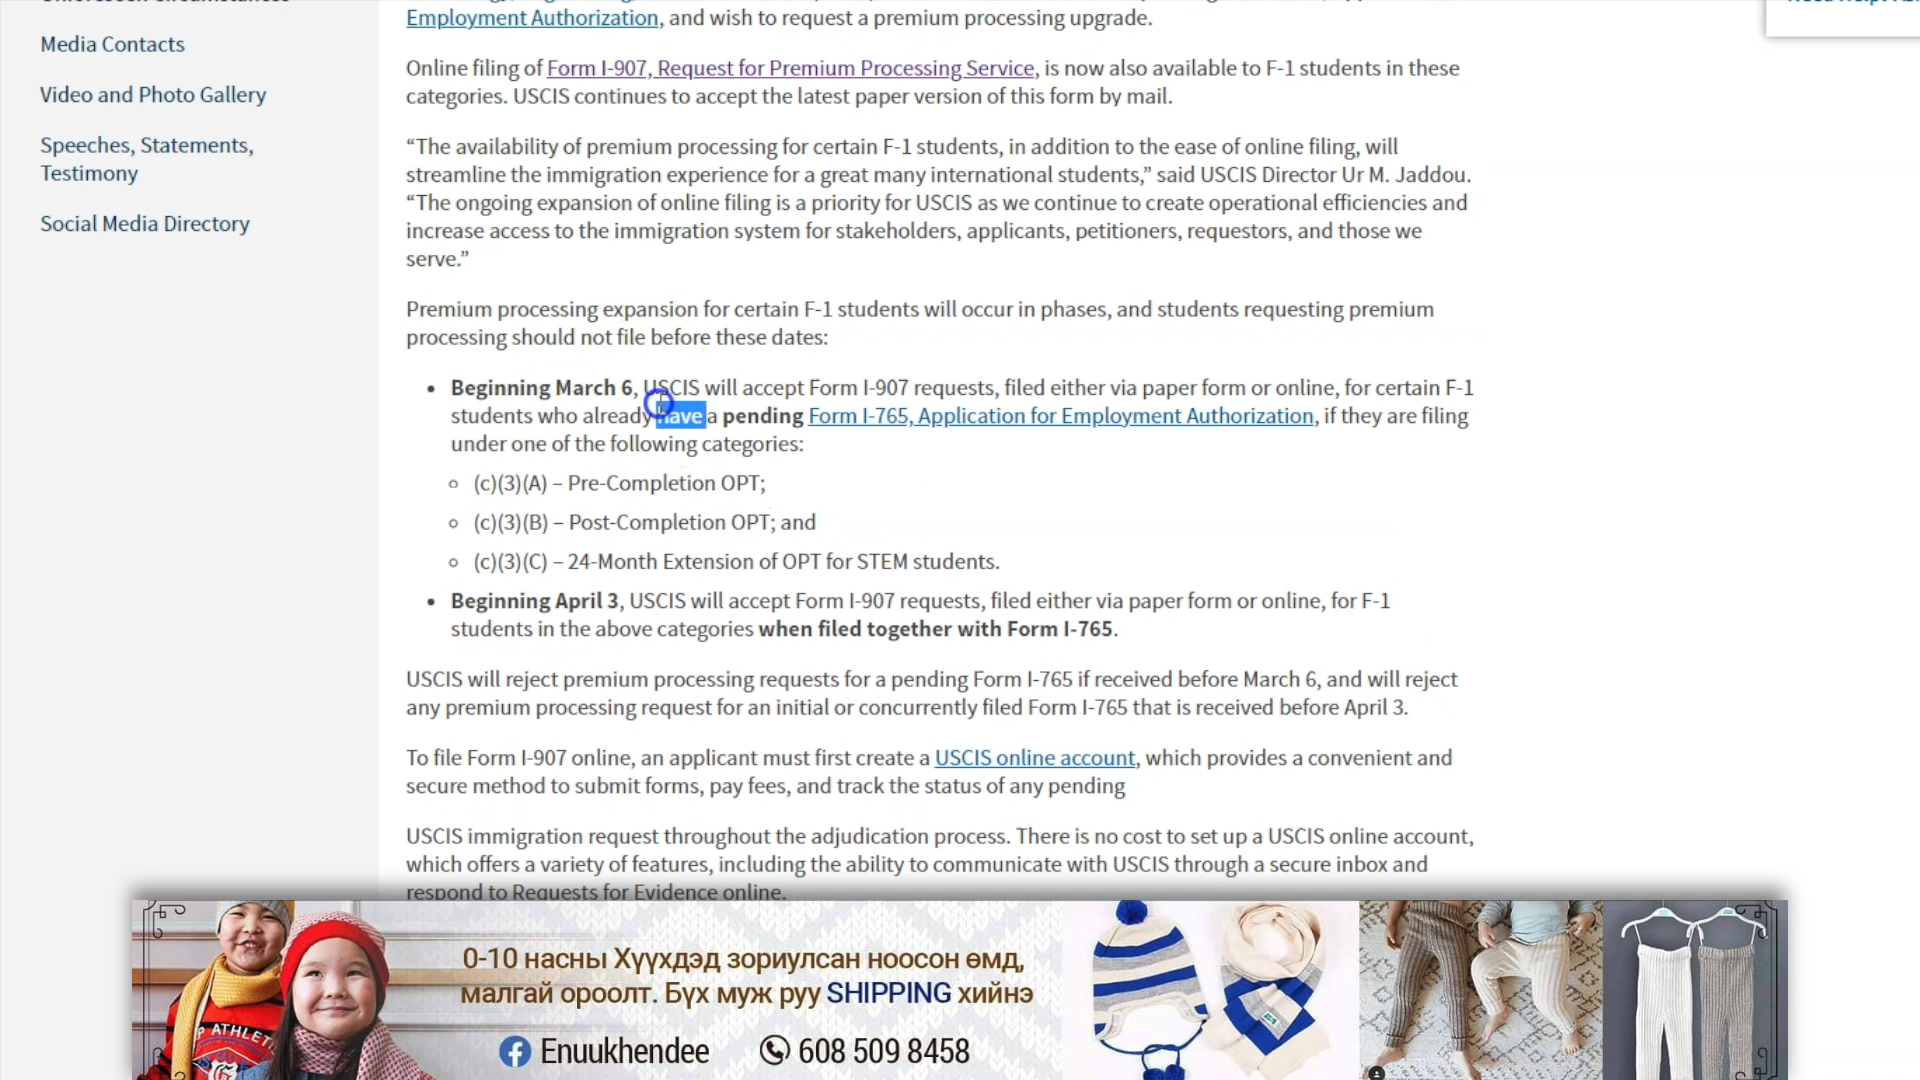 Media Contacts
Video and Photo Gallery
Speeches, Statements,
Testimony
Social Media Directory
Employment Authorization, and wish to request a premium processing upgrade.
Online filing of Form I-907, Request for Premium Processing Service, is now also available to F-1 students in these
categories. USCIS continues to accept the latest paper version of this form by mail.
“The availability of premium processing for certain F-1 students, in addition to the ease of online filing, will
streamline the immigration experience for a great many international students,” said USCIS Director Ur M. Jaddou.
“The ongoing expansion of online filing is a priority for USCIS as we continue to create operational efficiencies and
increase access to the immigration system for stakeholders, applicants, petitioners, requestors, and those we
serve.”
Premium processing expansion for certain F-1 students will occur in phases, and students requesting premium
processing should not file before these dates:
• Beginning March 6, USCIS will accept Form I-907 requests, filed either via paper form or online, for certain F-1
students who already have a pending Form I-765, Application for Employment Authorization, if they are filing
under one of the following categories:
◦ (c)(3)(A) – Pre-Completion OPT;
◦ (c)(3)(B) – Post-Completion OPT; and
◦ (c)(3)(C) – 24-Month Extension of OPT for STEM students.
• Beginning April 3, USCIS will accept Form I-907 requests, filed either via paper form or online, for F-1
students in the above categories when filed together with Form I-765.
USCIS will reject premium processing requests for a pending Form I-765 if received before March 6, and will reject
any premium processing request for an initial or concurrently filed Form I-765 that is received before April 3.
To file Form I-907 online, an applicant must first create a USCIS online account, which provides a convenient and
secure method to submit forms, pay fees, and track the status of any pending
USCIS immigration request throughout the adjudication process. There is no cost to set up a USCIS online account,
which offers a variety of features, including the ability to communicate with USCIS through a secure inbox and
respond to Requests for Evidence online.
0-10 насны Хүүхдэд зориулсан ноосон өмд,
малгай ороолт. Бүх муж руу SHIPPING хийнэ
Enuukhendee 608 509 8458